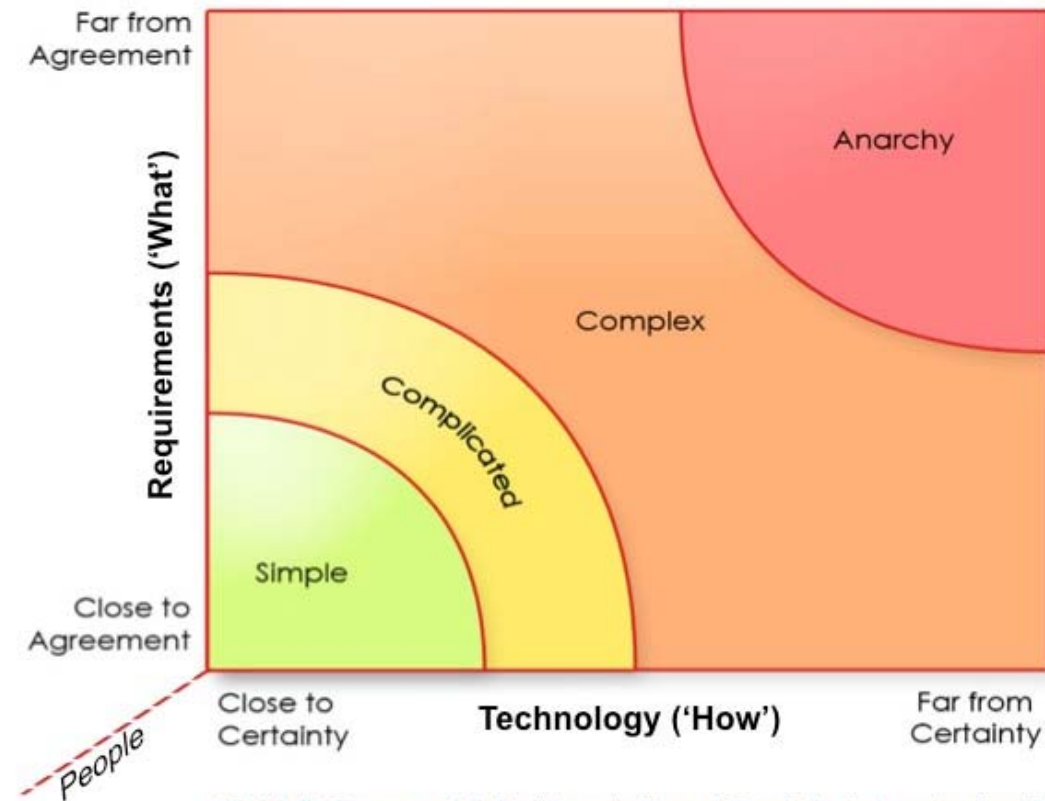 Far from
Agreement
Anarchy
Requirements (‘What’)
Complex
Complicated
Simple
Close to
Agreement
Close to
Certainty
Technology (‘How’)
Far from
Certainty
People